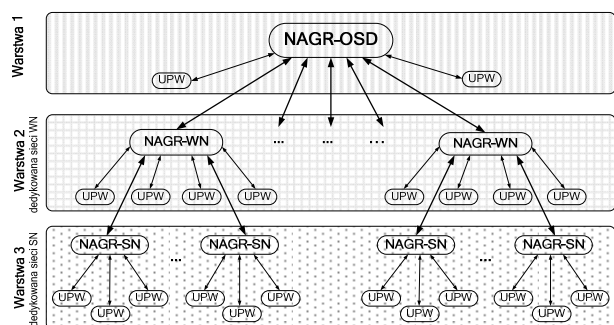 Warstwa 1
NAGR-OSD
UPW
UPW
Warstwa 2
dedykowana sieci WN
NAGR-WN
...
...
...
NAGR-WN
UPW
UPW
UPW
UPW
UPW
UPW
UPW
UPW
Warstwa 3
dedykowana sieci SN
NAGR-SN
...
NAGR-SN
NAGR-SN
...
NAGR-SN
UPW
UPW
UPW
UPW
UPW
UPW
UPW
UPW
UPW
UPW
UPW
UPW